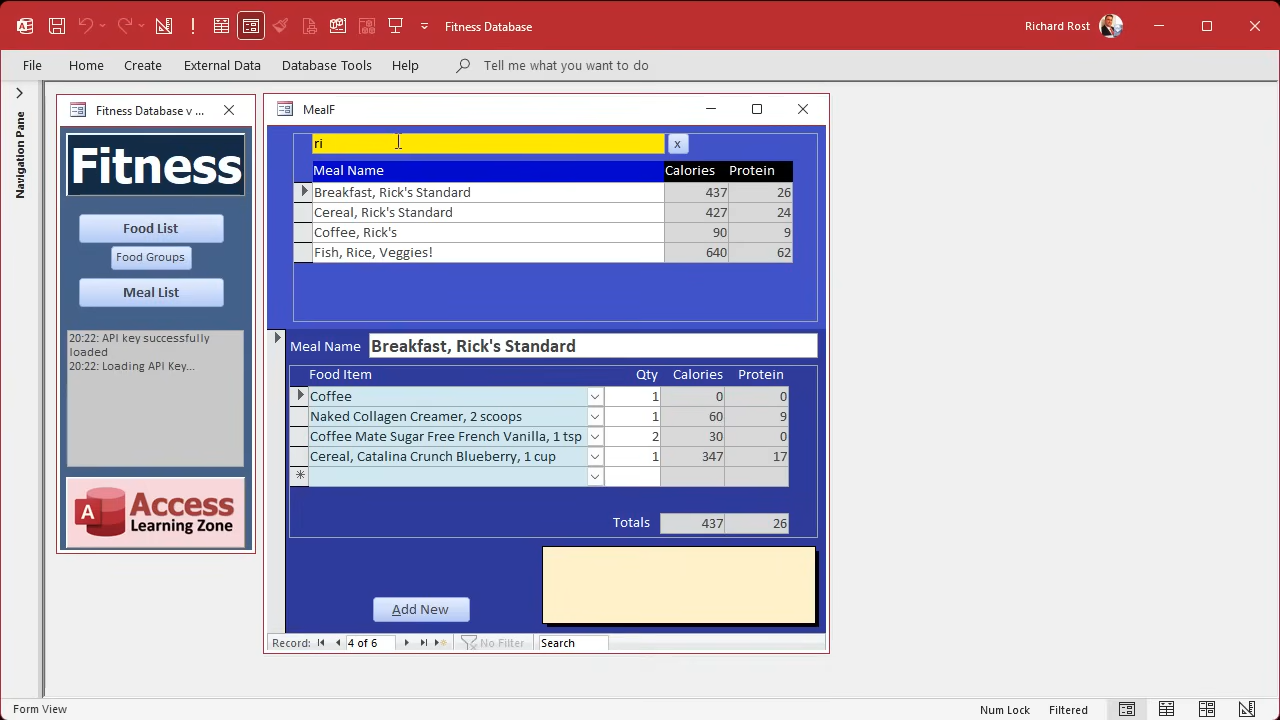 Fitness Database
Richard Rost
File Home Create External Data Database Tools Help Tell me what you want to do
Navigation Pane
Fitness Database v ...
Fitness
Food List
Food Groups
Meal List
20:22: API key successfully
loaded
20:22: Loading API Key...
Access
Learning Zone
MealF
ri x
Meal Name Calories Protein
Breakfast, Rick's Standard 437 26
Cereal, Rick's Standard 427 24
Coffee, Rick's 90 9
Fish, Rice, Veggies! 640 62
Meal Name Breakfast, Rick's Standard
Food Item Qty Calories Protein
Coffee 1 0 0
Naked Collagen Creamer, 2 scoops 1 60 9
Coffee Mate Sugar Free French Vanilla, 1 tsp 2 30 0
Cereal, Catalina Crunch Blueberry, 1 cup 1 347 17
Totals 437 26
Add New
Record: 4 of 6 No Filter Search
Form View Num Lock Filtered